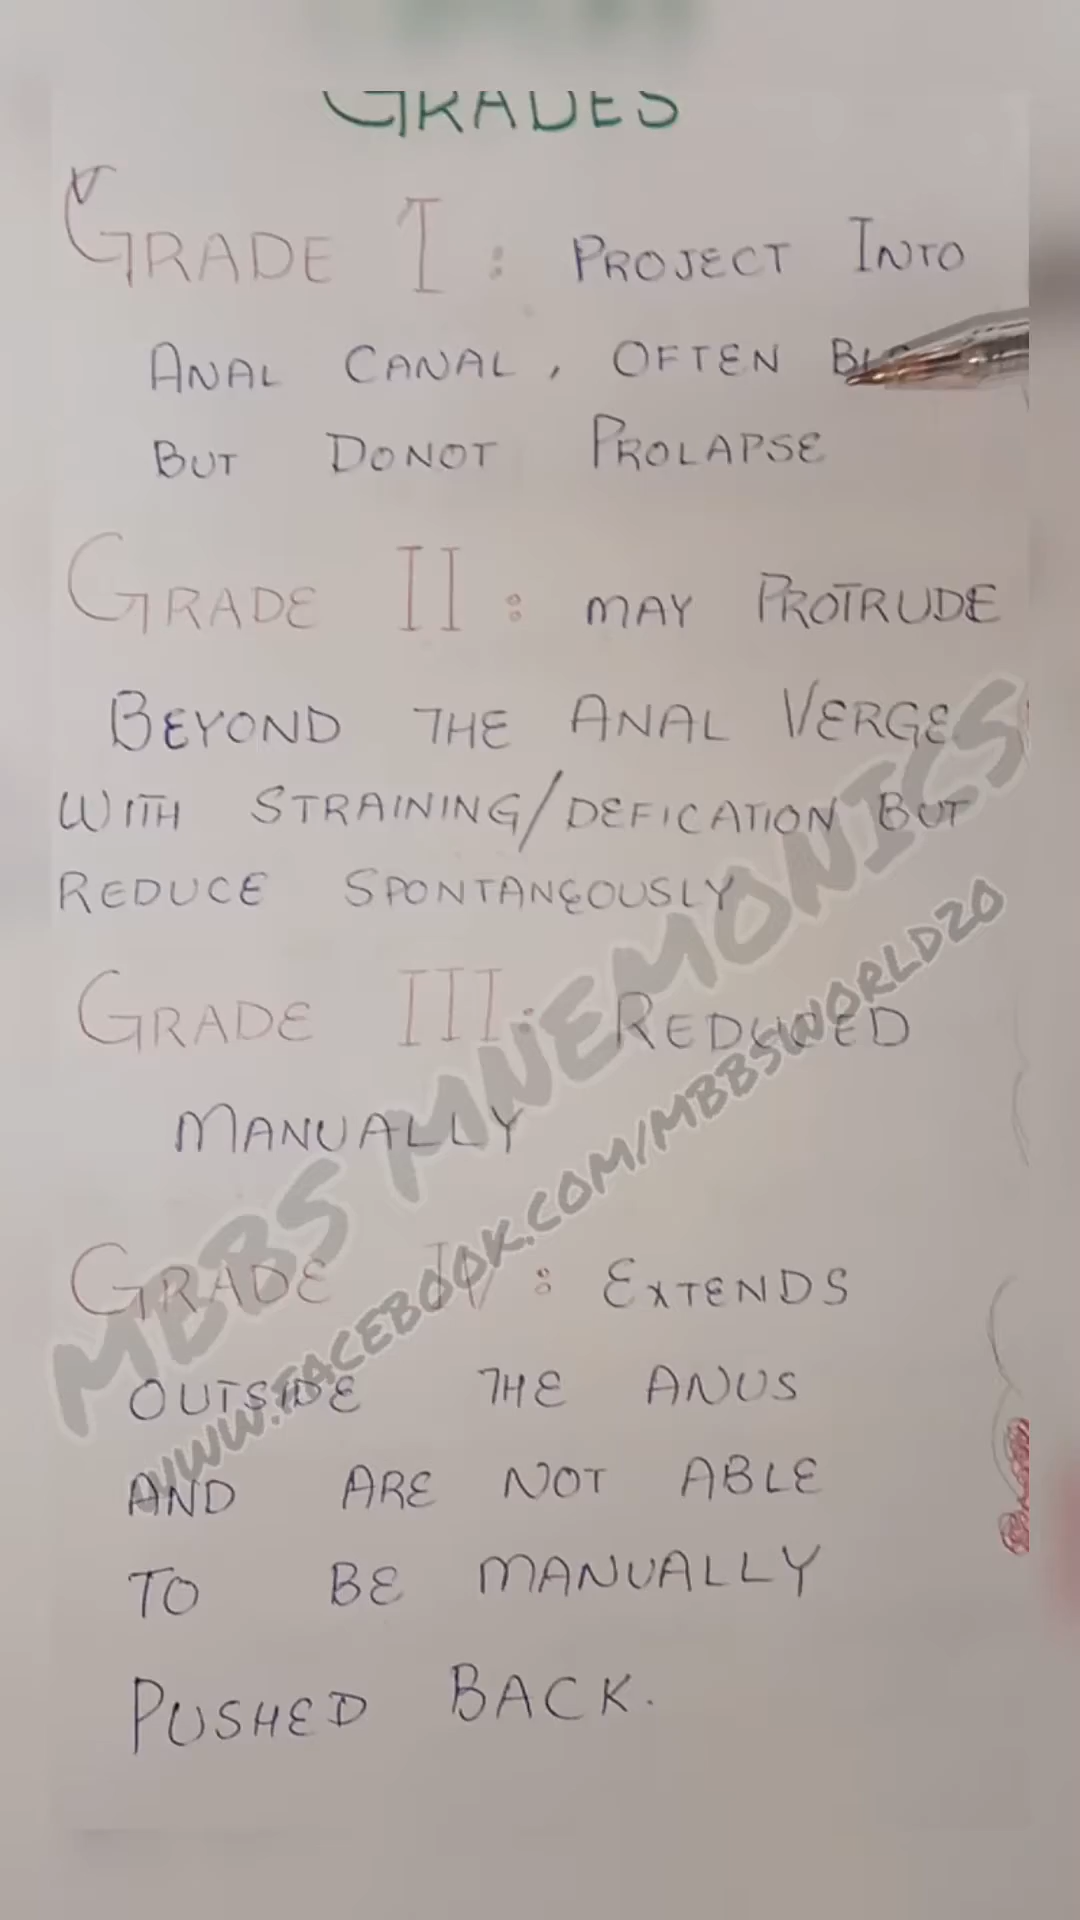 GRADES
GRADE I : PROJECT INTO
ANAL CANAL, OFTEN
BUT DONOT PROLAPSE
GRADE II : MAY PROTRUDE
BEYOND THE ANAL VERGE
WITH STRAINING/DEFICATION BUT
REDUCE SPONTANEOUSLY
GRADE III : REDUCED
MANUALLY
GRADE IV : EXTENDS
OUTSIDE THE ANUS
AND ARE NOT ABLE
TO BE MANUALLY
PUSHED BACK.
MBBS MNEMONICS
WWW.FACEBOOK.COM/MBBSWORLD20